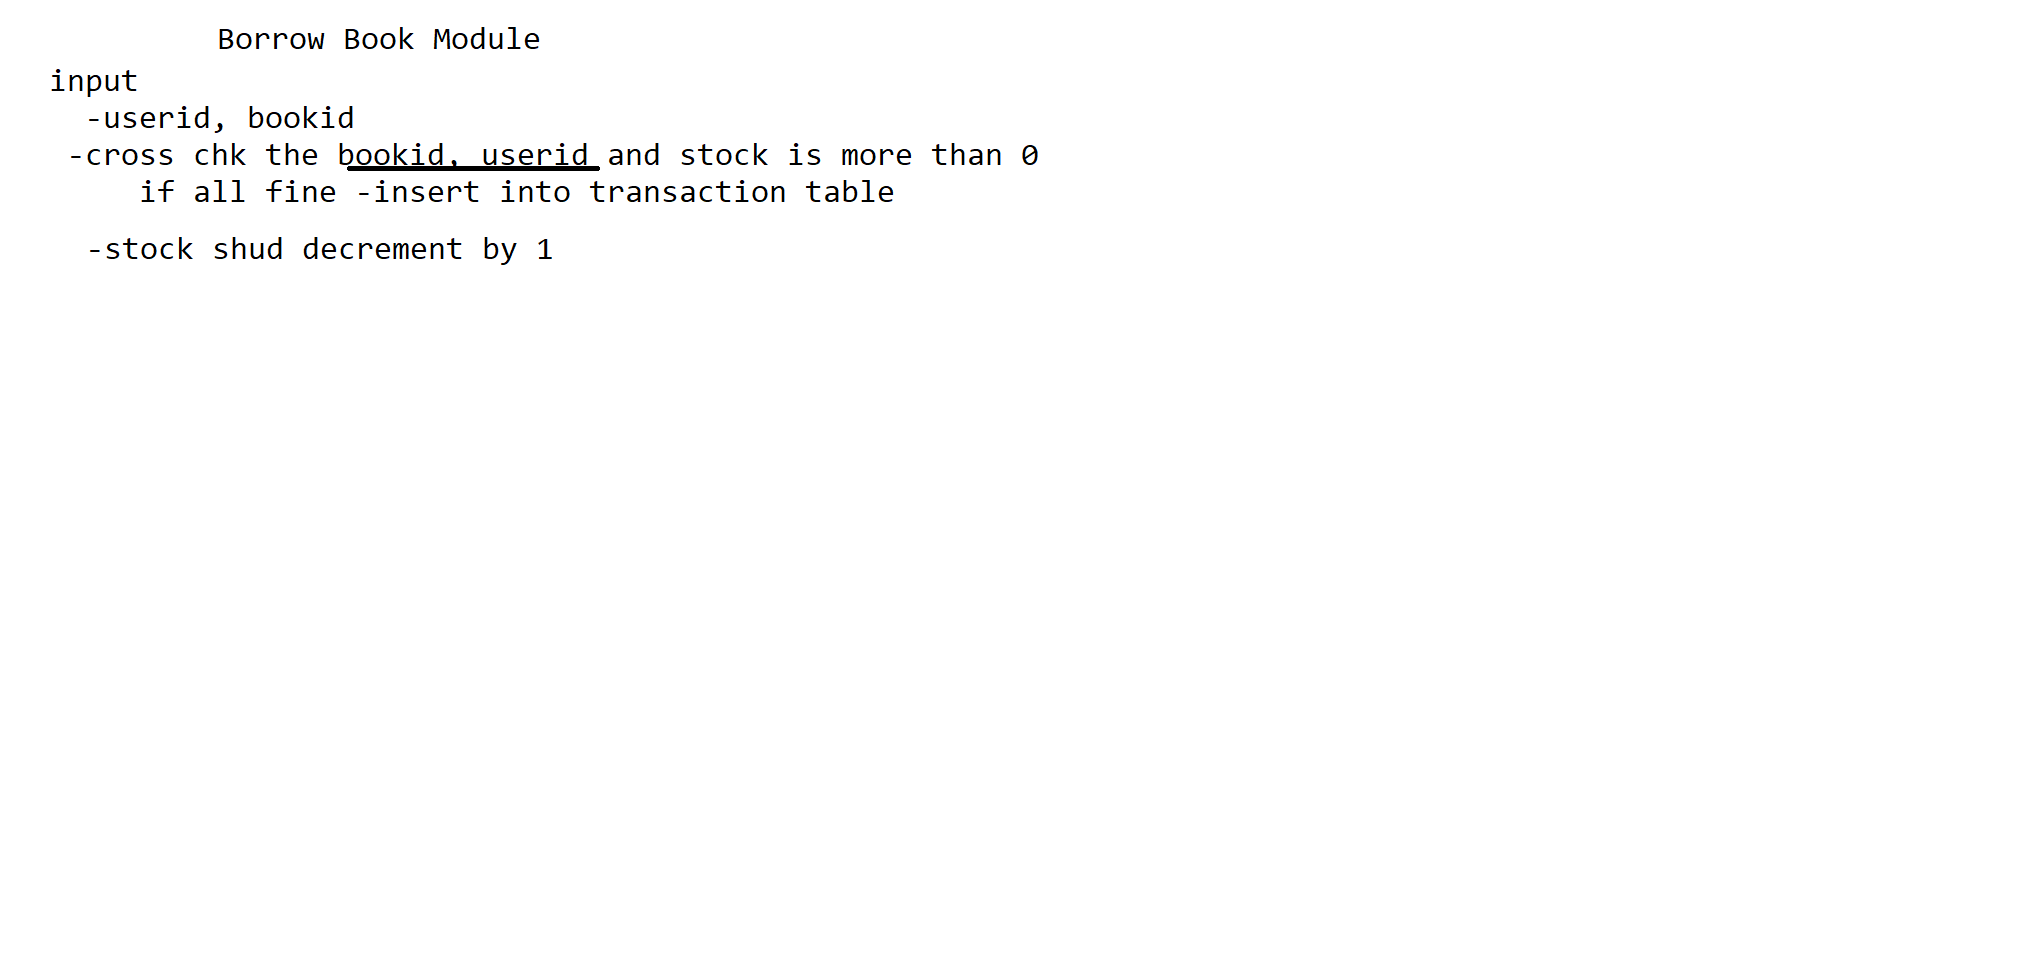 Borrow Book Module
input
-userid, bookid
-cross chk the bookid, userid and stock is more than 0
if all fine -insert into transaction table
-stock shud decrement by 1